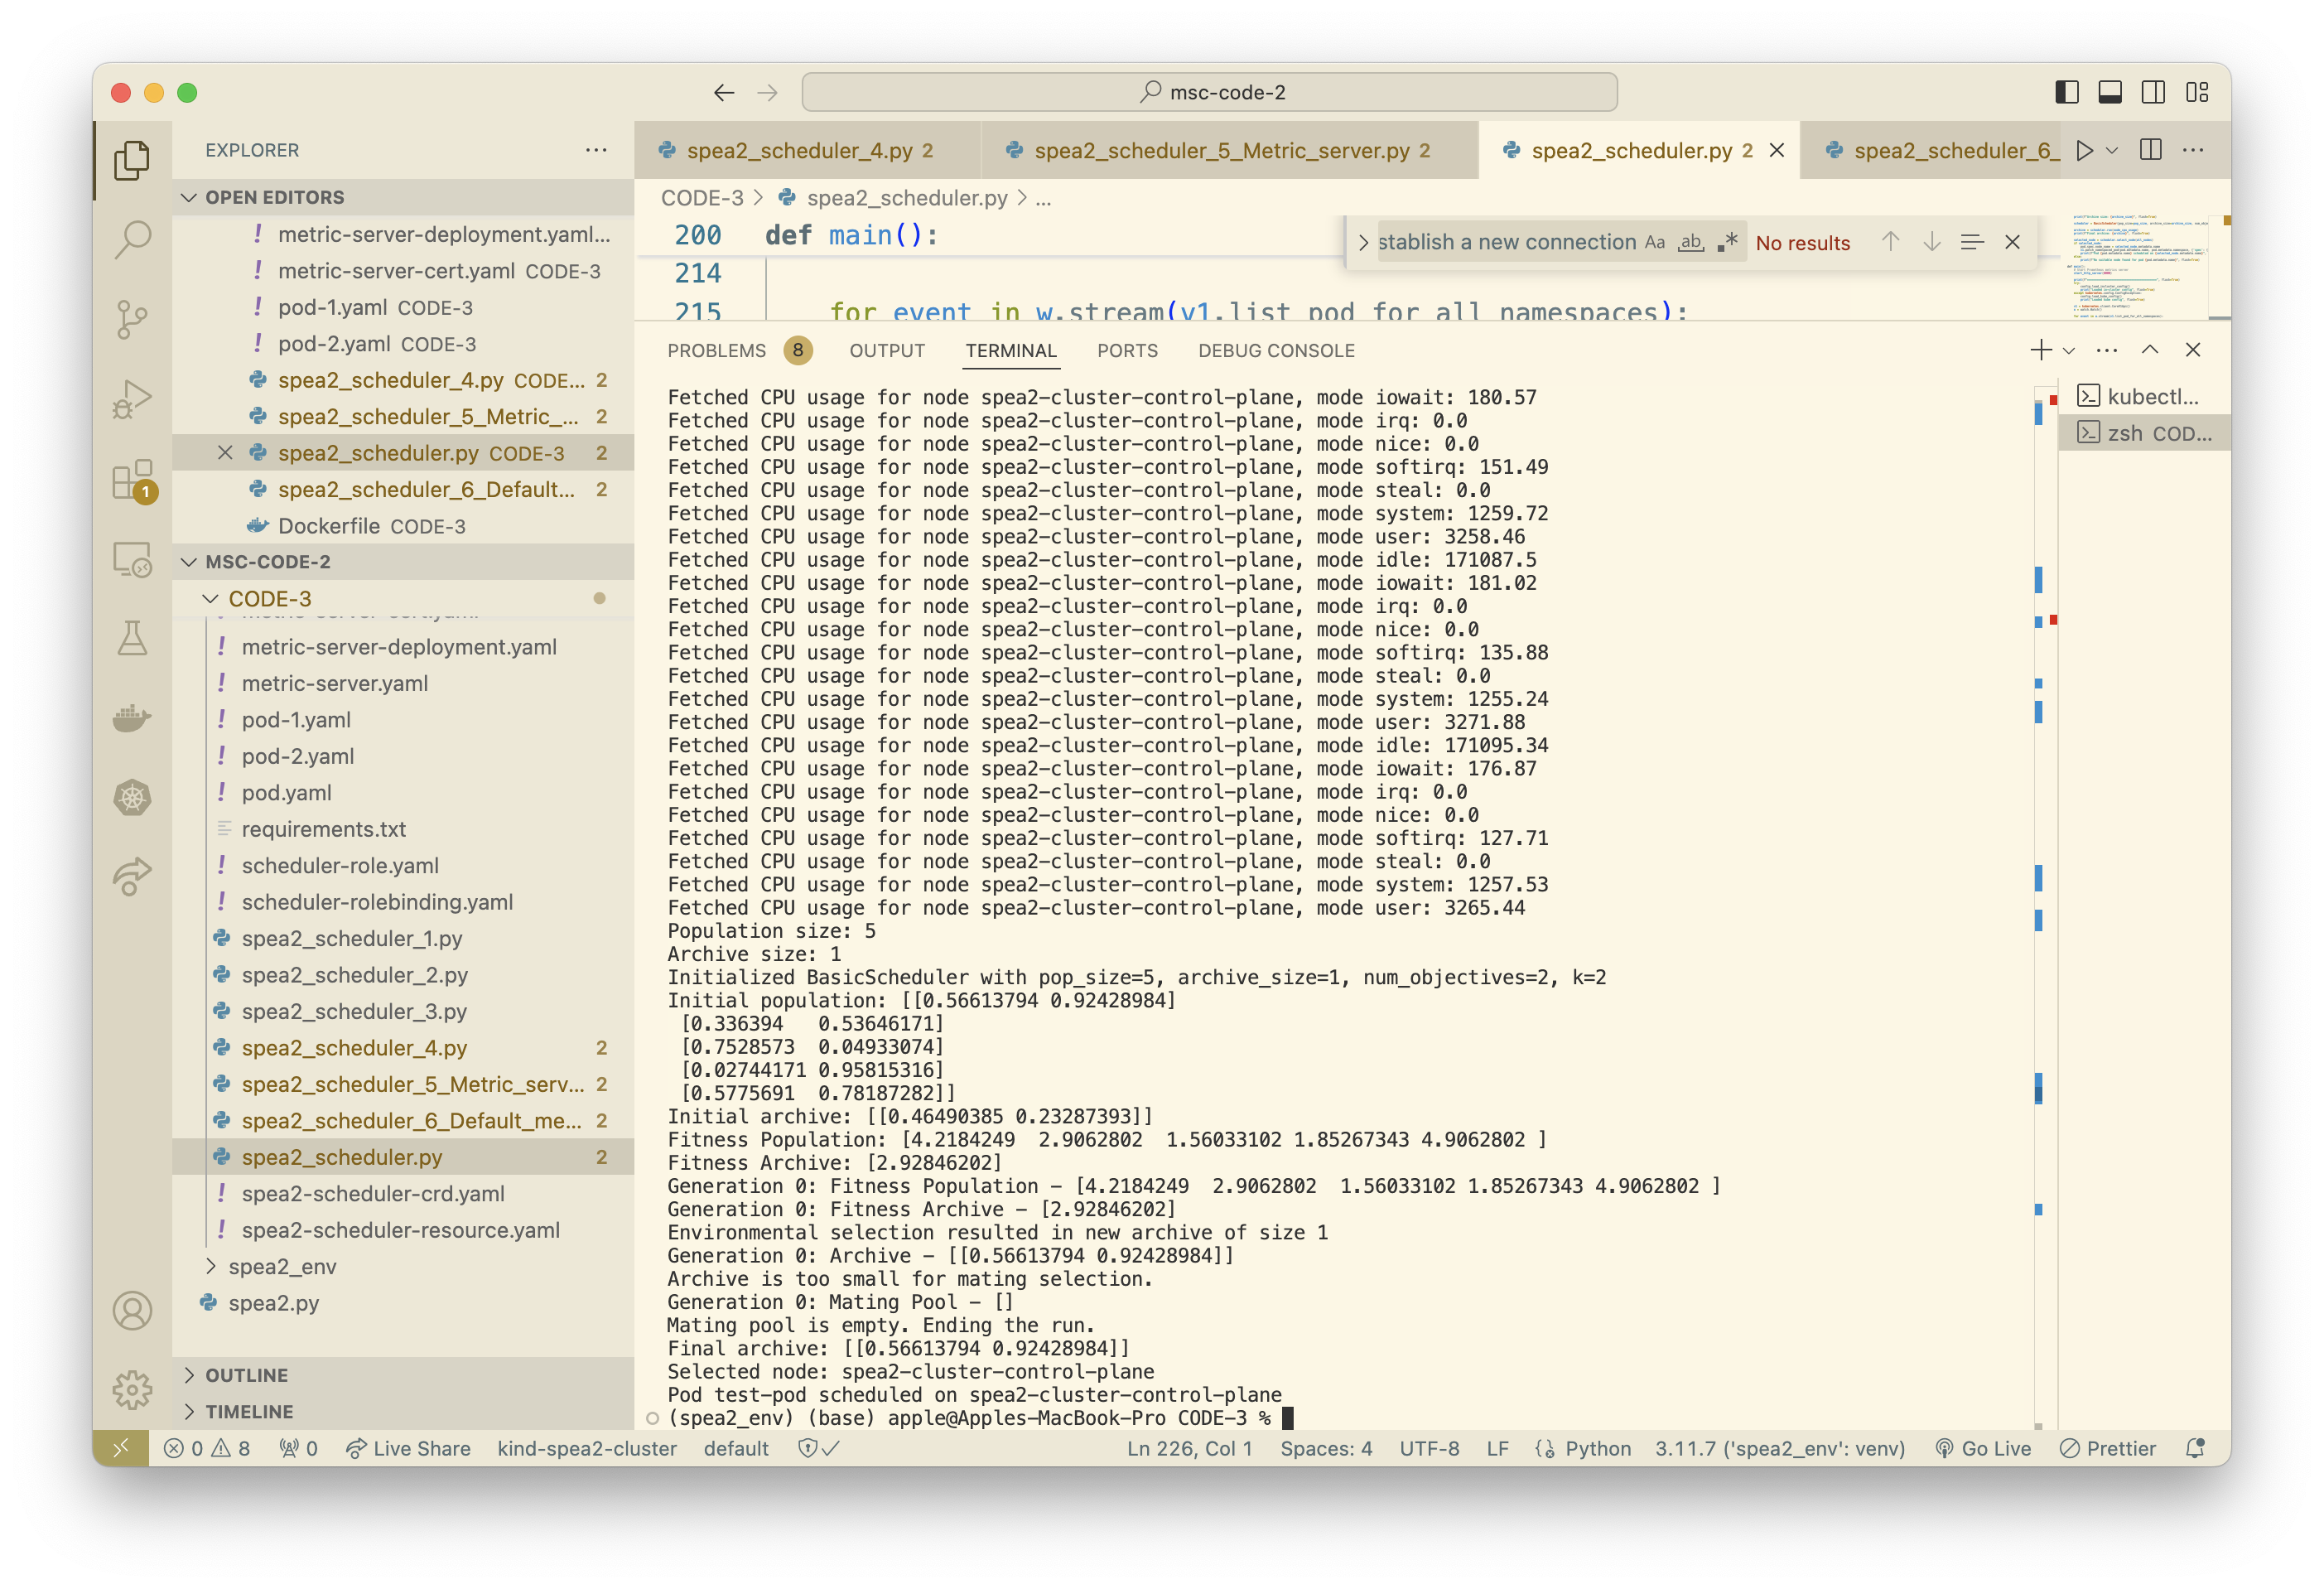 msc-code-2
EXPLORER
OPEN EDITORS
metric-server-deployment.yaml...
metric-server-cert.yaml CODE-3
pod-1.yaml CODE-3
pod-2.yaml CODE-3
spea2_scheduler_4.py CODE... 2
spea2_scheduler_5_Metric_... 2
spea2_scheduler.py CODE-3 2
spea2_scheduler_6_Default... 2
Dockerfile CODE-3
MSC-CODE-2
CODE-3
metric-server-deployment.yaml
metric-server.yaml
pod-1.yaml
pod-2.yaml
pod.yaml
requirements.txt
scheduler-role.yaml
scheduler-rolebinding.yaml
spea2_scheduler_1.py
spea2_scheduler_2.py
spea2_scheduler_3.py
spea2_scheduler_4.py 2
spea2_scheduler_5_Metric_serv... 2
spea2_scheduler_6_Default_me... 2
spea2_scheduler.py 2
spea2-scheduler-crd.yaml
spea2-scheduler-resource.yaml
spea2_env
spea2.py
OUTLINE
TIMELINE
1
spea2_scheduler_4.py 2
spea2_scheduler_5_Metric_server.py 2
spea2_scheduler.py 2
spea2_scheduler_6_
CODE-3 > spea2_scheduler.py > ...
200 def main():
214
215 for event in w.stream(v1.list_pod_for_all_namespaces):
stablish a new connection Aa ab No results
PROBLEMS 8 OUTPUT TERMINAL PORTS DEBUG CONSOLE
kubectl...
zsh COD...
Fetched CPU usage for node spea2-cluster-control-plane, mode iowait: 180.57
Fetched CPU usage for node spea2-cluster-control-plane, mode irq: 0.0
Fetched CPU usage for node spea2-cluster-control-plane, mode nice: 0.0
Fetched CPU usage for node spea2-cluster-control-plane, mode softirq: 151.49
Fetched CPU usage for node spea2-cluster-control-plane, mode steal: 0.0
Fetched CPU usage for node spea2-cluster-control-plane, mode system: 1259.72
Fetched CPU usage for node spea2-cluster-control-plane, mode user: 3258.46
Fetched CPU usage for node spea2-cluster-control-plane, mode idle: 171087.5
Fetched CPU usage for node spea2-cluster-control-plane, mode iowait: 181.02
Fetched CPU usage for node spea2-cluster-control-plane, mode irq: 0.0
Fetched CPU usage for node spea2-cluster-control-plane, mode nice: 0.0
Fetched CPU usage for node spea2-cluster-control-plane, mode softirq: 135.88
Fetched CPU usage for node spea2-cluster-control-plane, mode steal: 0.0
Fetched CPU usage for node spea2-cluster-control-plane, mode system: 1255.24
Fetched CPU usage for node spea2-cluster-control-plane, mode user: 3271.88
Fetched CPU usage for node spea2-cluster-control-plane, mode idle: 171095.34
Fetched CPU usage for node spea2-cluster-control-plane, mode iowait: 176.87
Fetched CPU usage for node spea2-cluster-control-plane, mode irq: 0.0
Fetched CPU usage for node spea2-cluster-control-plane, mode nice: 0.0
Fetched CPU usage for node spea2-cluster-control-plane, mode softirq: 127.71
Fetched CPU usage for node spea2-cluster-control-plane, mode steal: 0.0
Fetched CPU usage for node spea2-cluster-control-plane, mode system: 1257.53
Fetched CPU usage for node spea2-cluster-control-plane, mode user: 3265.44
Population size: 5
Archive size: 1
Initialized BasicScheduler with pop_size=5, archive_size=1, num_objectives=2, k=2
Initial population: [[0.56613794 0.92428984]
[0.336394   0.53646171]
[0.7528573  0.04933074]
[0.02744171 0.95815316]
[0.5775691  0.78187282]]
Initial archive: [[0.46490385 0.23287393]]
Fitness Population: [4.2184249  2.9062802  1.56033102 1.85267343 4.9062802 ]
Fitness Archive: [2.92846202]
Generation 0: Fitness Population - [4.2184249  2.9062802  1.56033102 1.85267343 4.9062802 ]
Generation 0: Fitness Archive - [2.92846202]
Environmental selection resulted in new archive of size 1
Generation 0: Archive - [[0.56613794 0.92428984]]
Archive is too small for mating selection.
Generation 0: Mating Pool - []
Mating pool is empty. Ending the run.
Final archive: [[0.56613794 0.92428984]]
Selected node: spea2-cluster-control-plane
Pod test-pod scheduled on spea2-cluster-control-plane
(spea2_env) (base) apple@Apples-MacBook-Pro CODE-3 %
0 8 0 Live Share kind-spea2-cluster default Ln 226, Col 1 Spaces: 4 UTF-8 LF Python 3.11.7 ('spea2_env': venv) Go Live Prettier